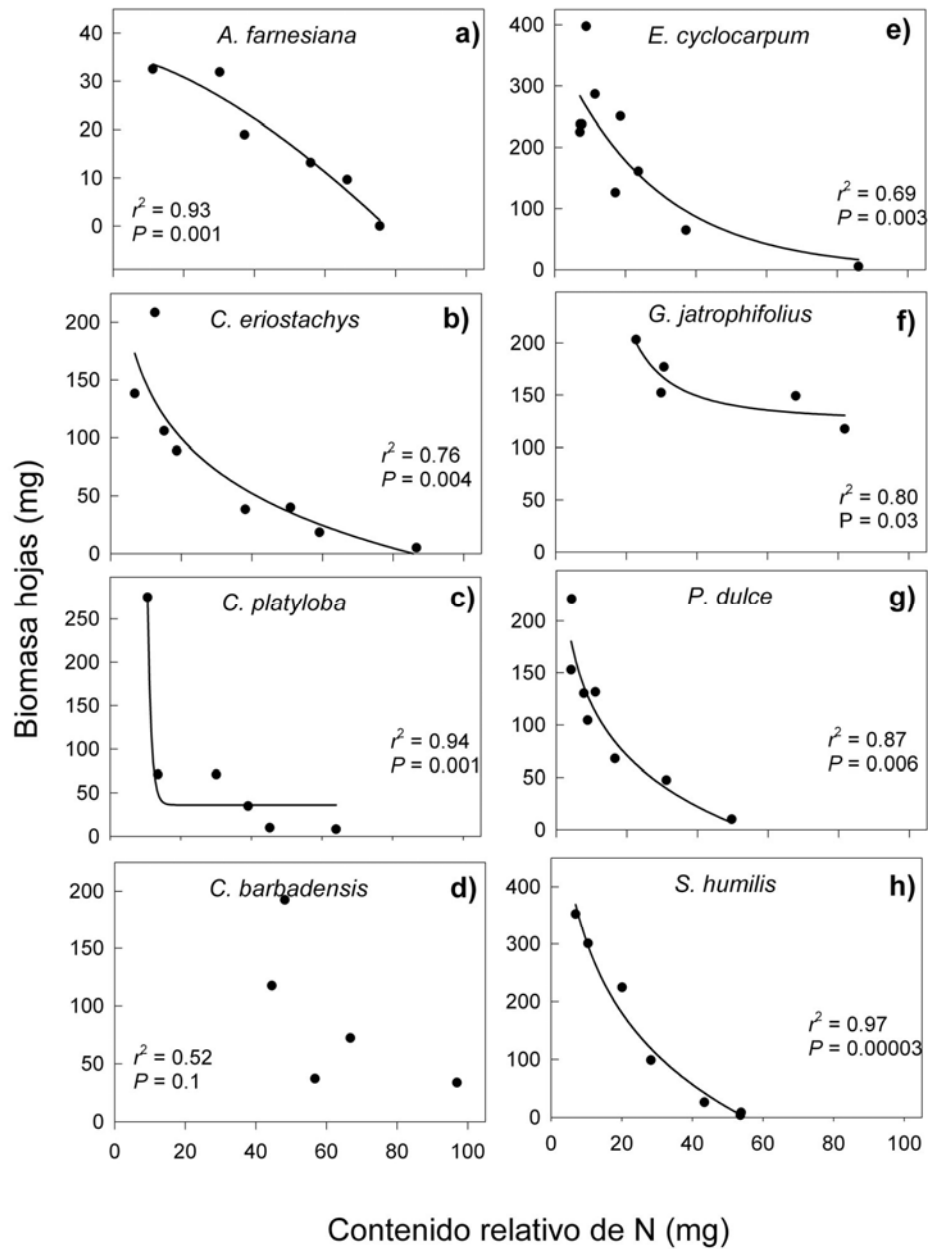 Biomasa hojas (mg)
A. farnesiana
a)
40
30
20
10
0
r² = 0.93
P = 0.001
C. eriostachys
b)
200
150
100
50
0
r² = 0.76
P = 0.004
C. platyloba
c)
250
200
150
100
50
0
r² = 0.94
P = 0.001
C. barbadensis
d)
200
150
100
50
0
r² = 0.52
P = 0.1
0 20 40 60 80 100
E. cyclocarpum
e)
400
300
200
100
0
r² = 0.69
P = 0.003
G. jatrophifolius
f)
200
150
100
50
0
r² = 0.80
P = 0.03
P. dulce
g)
200
150
100
50
0
r² = 0.87
P = 0.006
S. humilis
h)
400
300
200
100
0
r² = 0.97
P = 0.00003
0 20 40 60 80 100
Contenido relativo de N (mg)